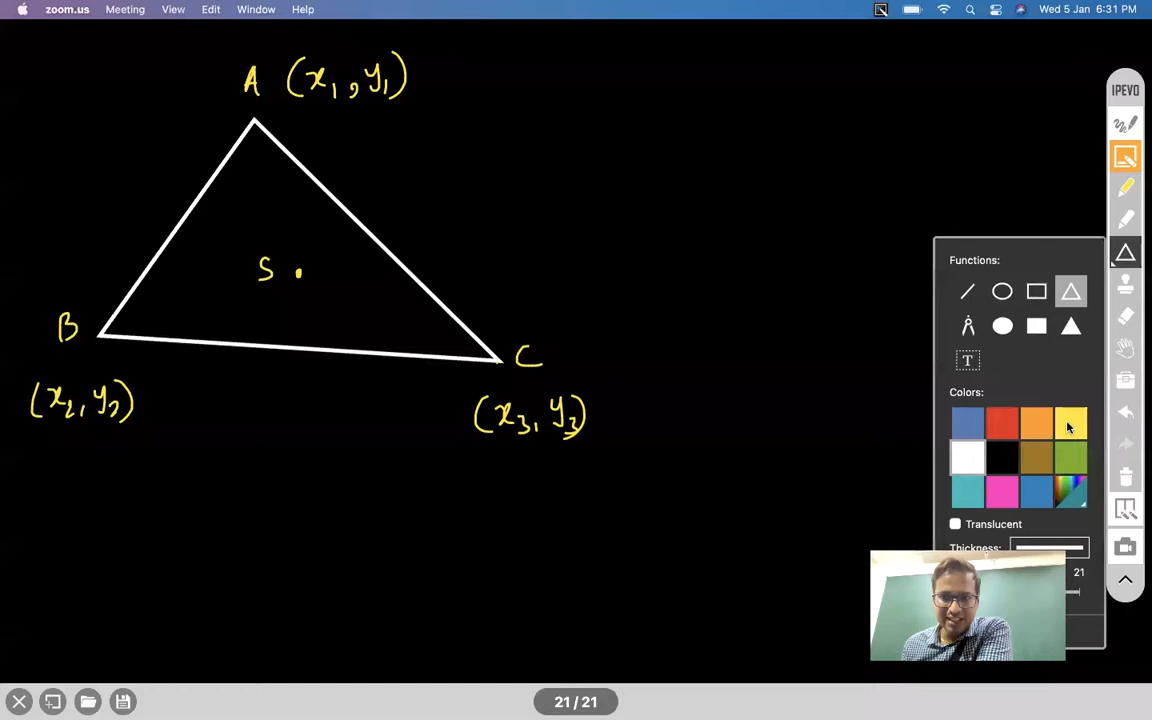 zoom.us Meeting View Edit Window Help Wed 5 Jan 6:31 PM
A (x₁, y₁)
IPEVO
S
Functions:
B
C
T
(x₂, y₂)
(x₃, y₃)
Colors:
Translucent
Thickness:
21
21 / 21